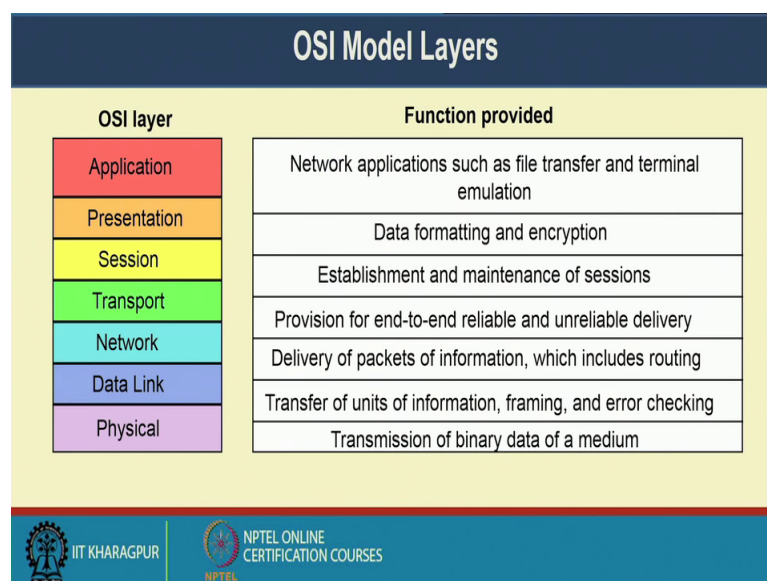 OSI Model Layers
OSI layer
Function provided
Application
Network applications such as file transfer and terminal
emulation
Presentation
Data formatting and encryption
Session
Establishment and maintenance of sessions
Transport
Provision for end-to-end reliable and unreliable delivery
Network
Delivery of packets of information, which includes routing
Data Link
Transfer of units of information, framing, and error checking
Physical
Transmission of binary data of a medium
IIT KHARAGPUR
NPTEL ONLINE
CERTIFICATION COURSES
NPTEL